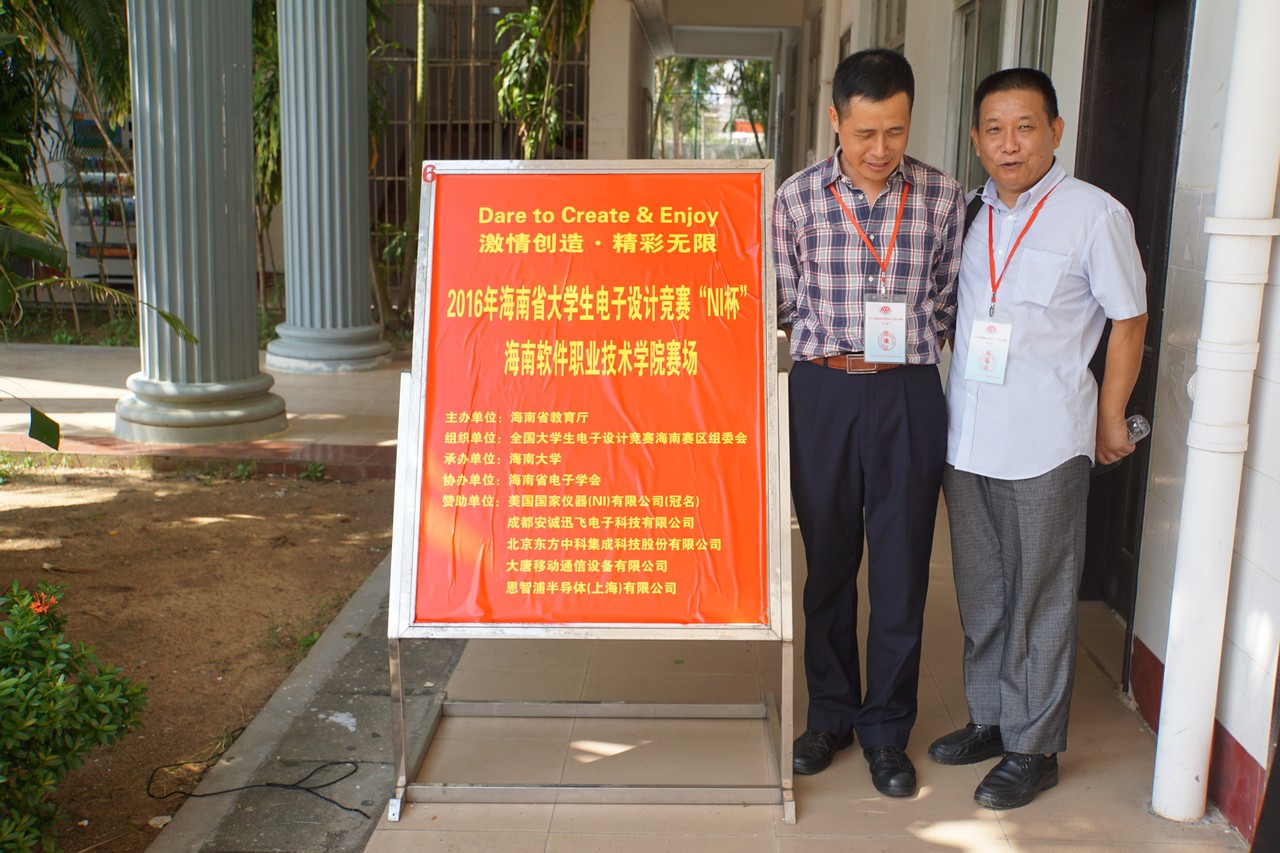 6
Dare to Create & Enjoy
激情创造·精彩无限
2016年海南省大学生电子设计竞赛“NI杯”
海南软件职业技术学院赛场
主办单位：海南省教育厅
组织单位：全国大学生电子设计竞赛海南赛区组委会
承办单位：海南大学
协办单位：海南省电子学会
赞助单位：美国国家仪器(NI)有限公司(冠名)
成都安诚迅飞电子科技有限公司
北京东方中科集成科技股份有限公司
大唐移动通信设备有限公司
恩智浦半导体(上海)有限公司